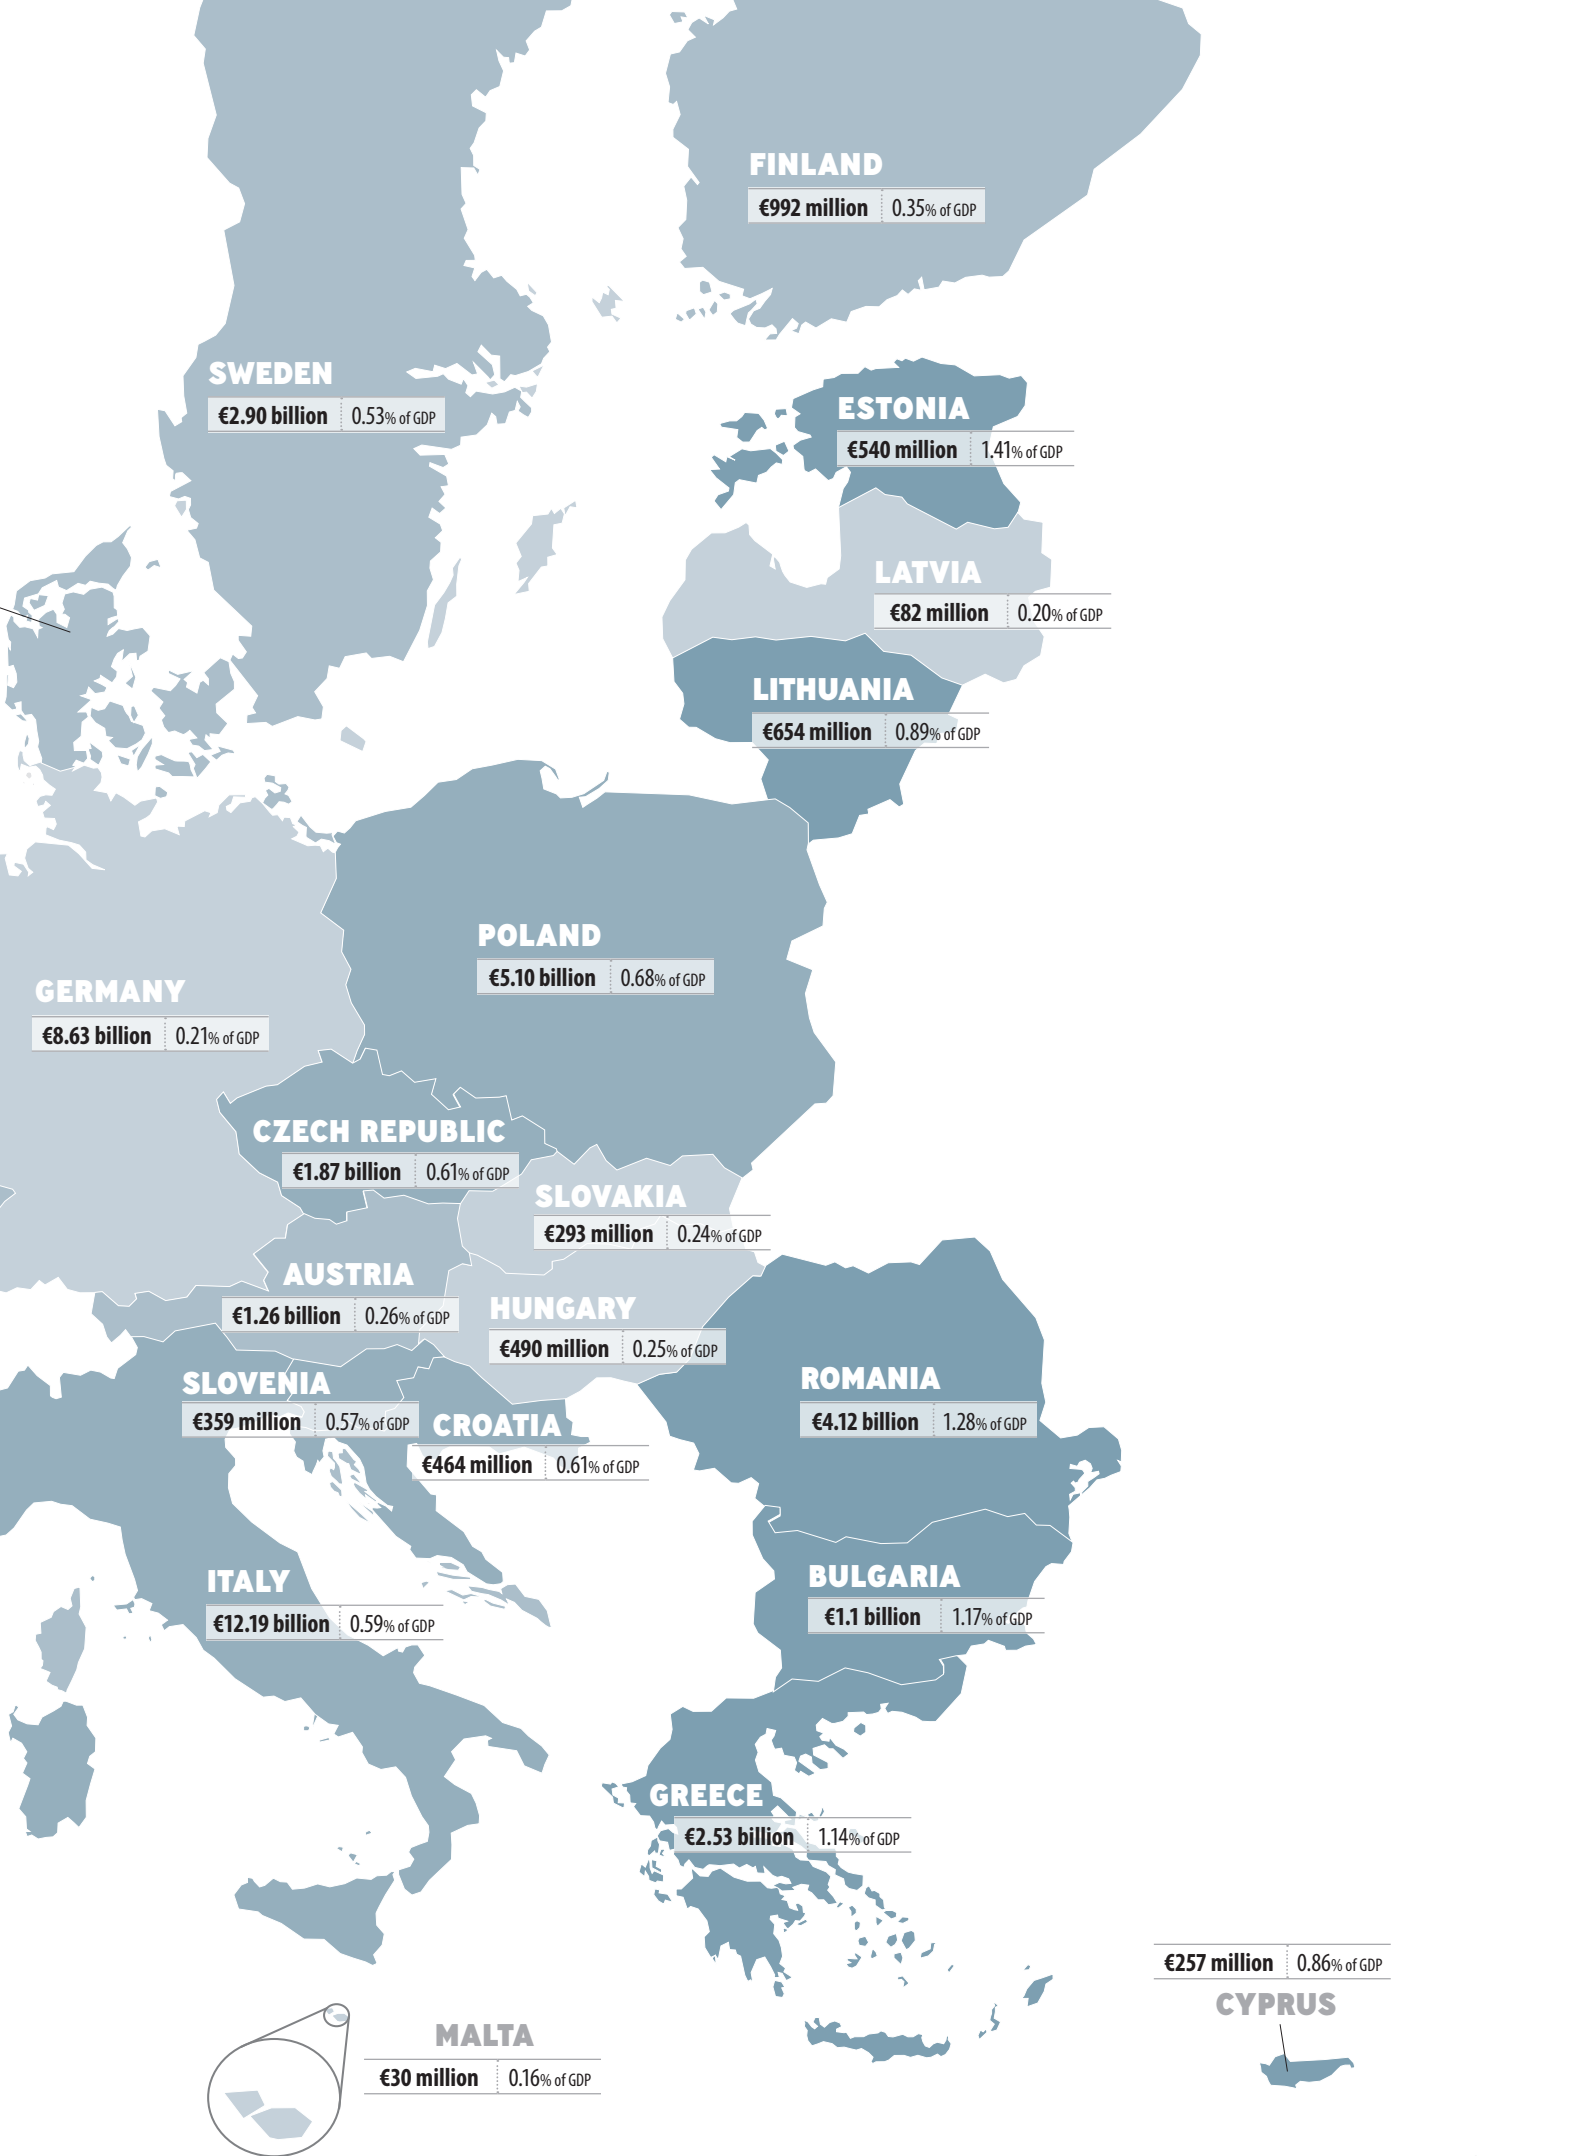 FINLAND
€992 million 0.35% of GDP
SWEDEN
€2.90 billion 0.53% of GDP
ESTONIA
€540 million 1.41% of GDP
LATVIA
€82 million 0.20% of GDP
LITHUANIA
€654 million 0.89% of GDP
POLAND
€5.10 billion 0.68% of GDP
GERMANY
€8.63 billion 0.21% of GDP
CZECH REPUBLIC
€1.87 billion 0.61% of GDP
SLOVAKIA
€293 million 0.24% of GDP
AUSTRIA
€1.26 billion 0.26% of GDP
HUNGARY
€490 million 0.25% of GDP
SLOVENIA
€359 million 0.57% of GDP
CROATIA
€464 million 0.61% of GDP
ROMANIA
€4.12 billion 1.28% of GDP
ITALY
€12.19 billion 0.59% of GDP
BULGARIA
€1.1 billion 1.17% of GDP
GREECE
€2.53 billion 1.14% of GDP
€257 million 0.86% of GDP
CYPRUS
MALTA
€30 million 0.16% of GDP